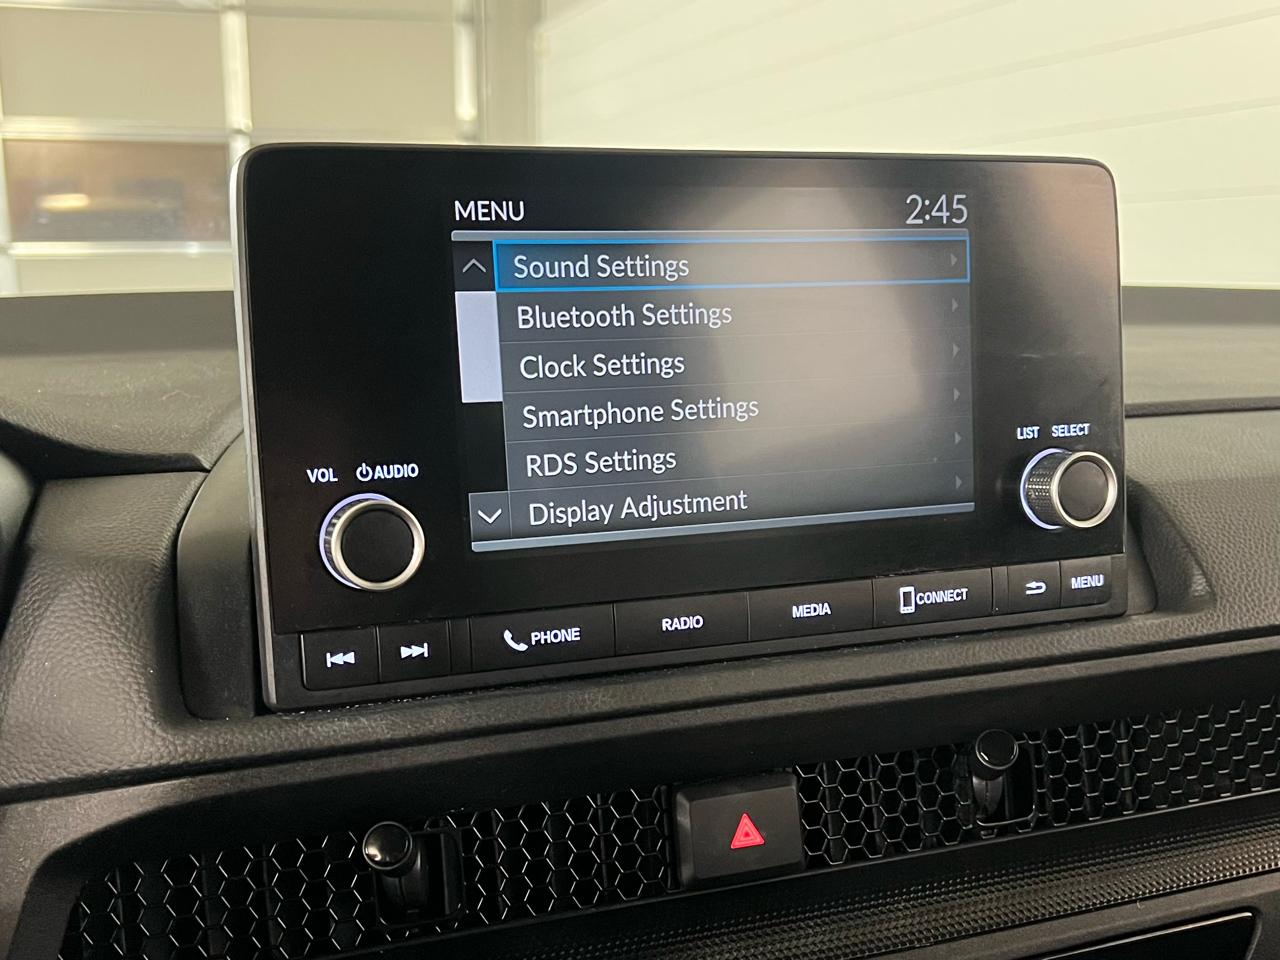 MENU 2:45
Sound Settings
Bluetooth Settings
Clock Settings
Smartphone Settings
RDS Settings
Display Adjustment
VOL AUDIO
LIST SELECT
PHONE RADIO MEDIA CONNECT MENU